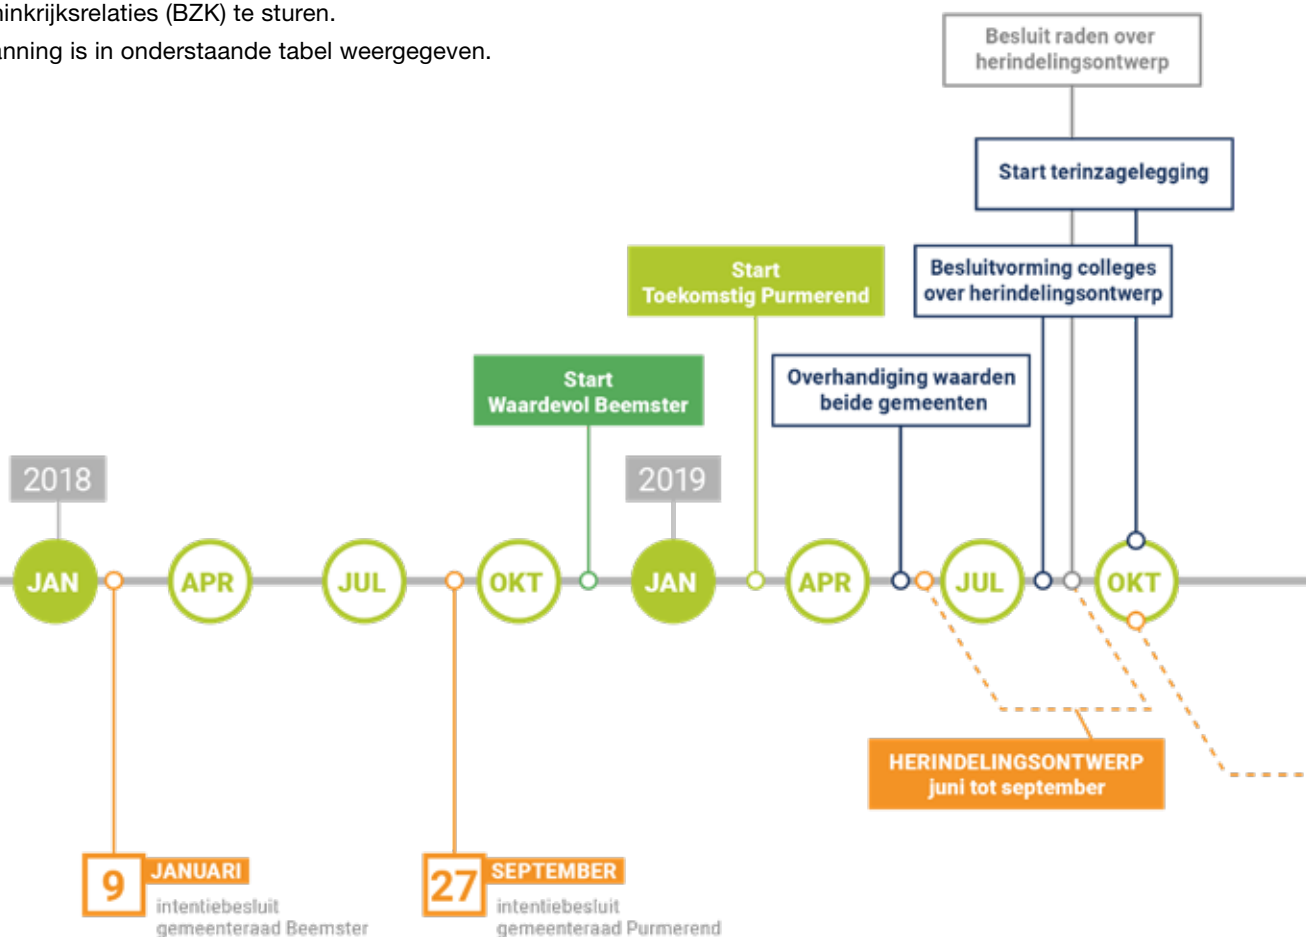 (BZK) te sturen.
is in onderstaande tabel weergegeven.
Besluit raden over
herindelingsontwerp
Start terinzagelegging
Start
Toekomstig Purmerend
Besluitvorming colleges
over herindelingsontwerp
Start
Waardevol Beemster
Overhandiging waarden
beide gemeenten
2018
2019
JAN
APR
JUL
OKT
JAN
APR
JUL
OKT
HERINDELINGSONTWERP
juni tot september
9
JANUARI
intentiebesluit
gemeenteraad Beemster
27
SEPTEMBER
intentiebesluit
gemeenteraad Purmerend